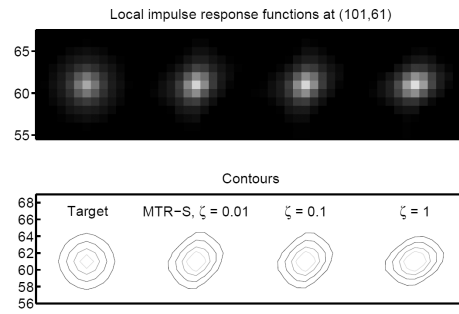 Local impulse response functions at (101,61)
65
60
55
Contours
68
66
64
62
60
58
56
Target
MTR−S, ζ = 0.01
ζ = 0.1
ζ = 1